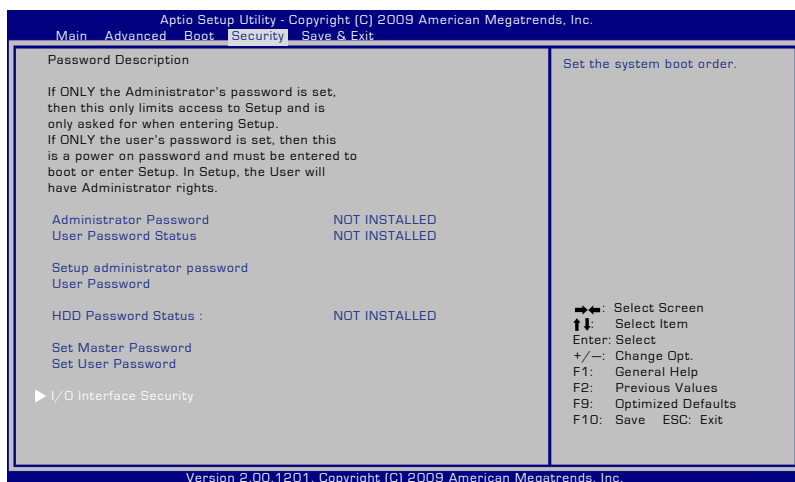 Aptio Setup Utility - Copyright (C) 2009 American Megatrends, Inc.
Main Advanced Boot Security Save & Exit
Password Description
If ONLY the Administrator's password is set,
then this only limits access to Setup and is
only asked for when entering Setup.
If ONLY the user's password is set, then this
is a power on password and must be entered to
boot or enter Setup. In Setup, the User will
have Administrator rights.
Administrator Password NOT INSTALLED
User Password Status NOT INSTALLED
Setup administrator password
User Password
HDD Password Status : NOT INSTALLED
Set Master Password
Set User Password
▶ I/O Interface Security
Set the system boot order.
→←: Select Screen
↑↓: Select Item
Enter: Select
+/—: Change Opt.
F1: General Help
F2: Previous Values
F9: Optimized Defaults
F10: Save ESC: Exit
Version 2.00.1201. Copyright (C) 2009 American Megatrends, Inc.